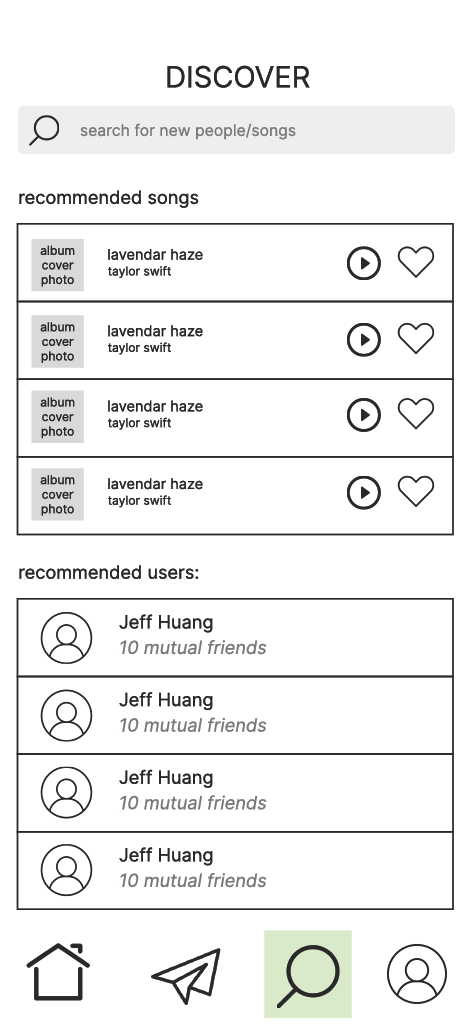 DISCOVER
search for new people/songs
recommended songs
album
cover
photo
lavendar haze
taylor swift
album
cover
photo
lavendar haze
taylor swift
album
cover
photo
lavendar haze
taylor swift
album
cover
photo
lavendar haze
taylor swift
recommended users:
Jeff Huang
10 mutual friends
Jeff Huang
10 mutual friends
Jeff Huang
10 mutual friends
Jeff Huang
10 mutual friends